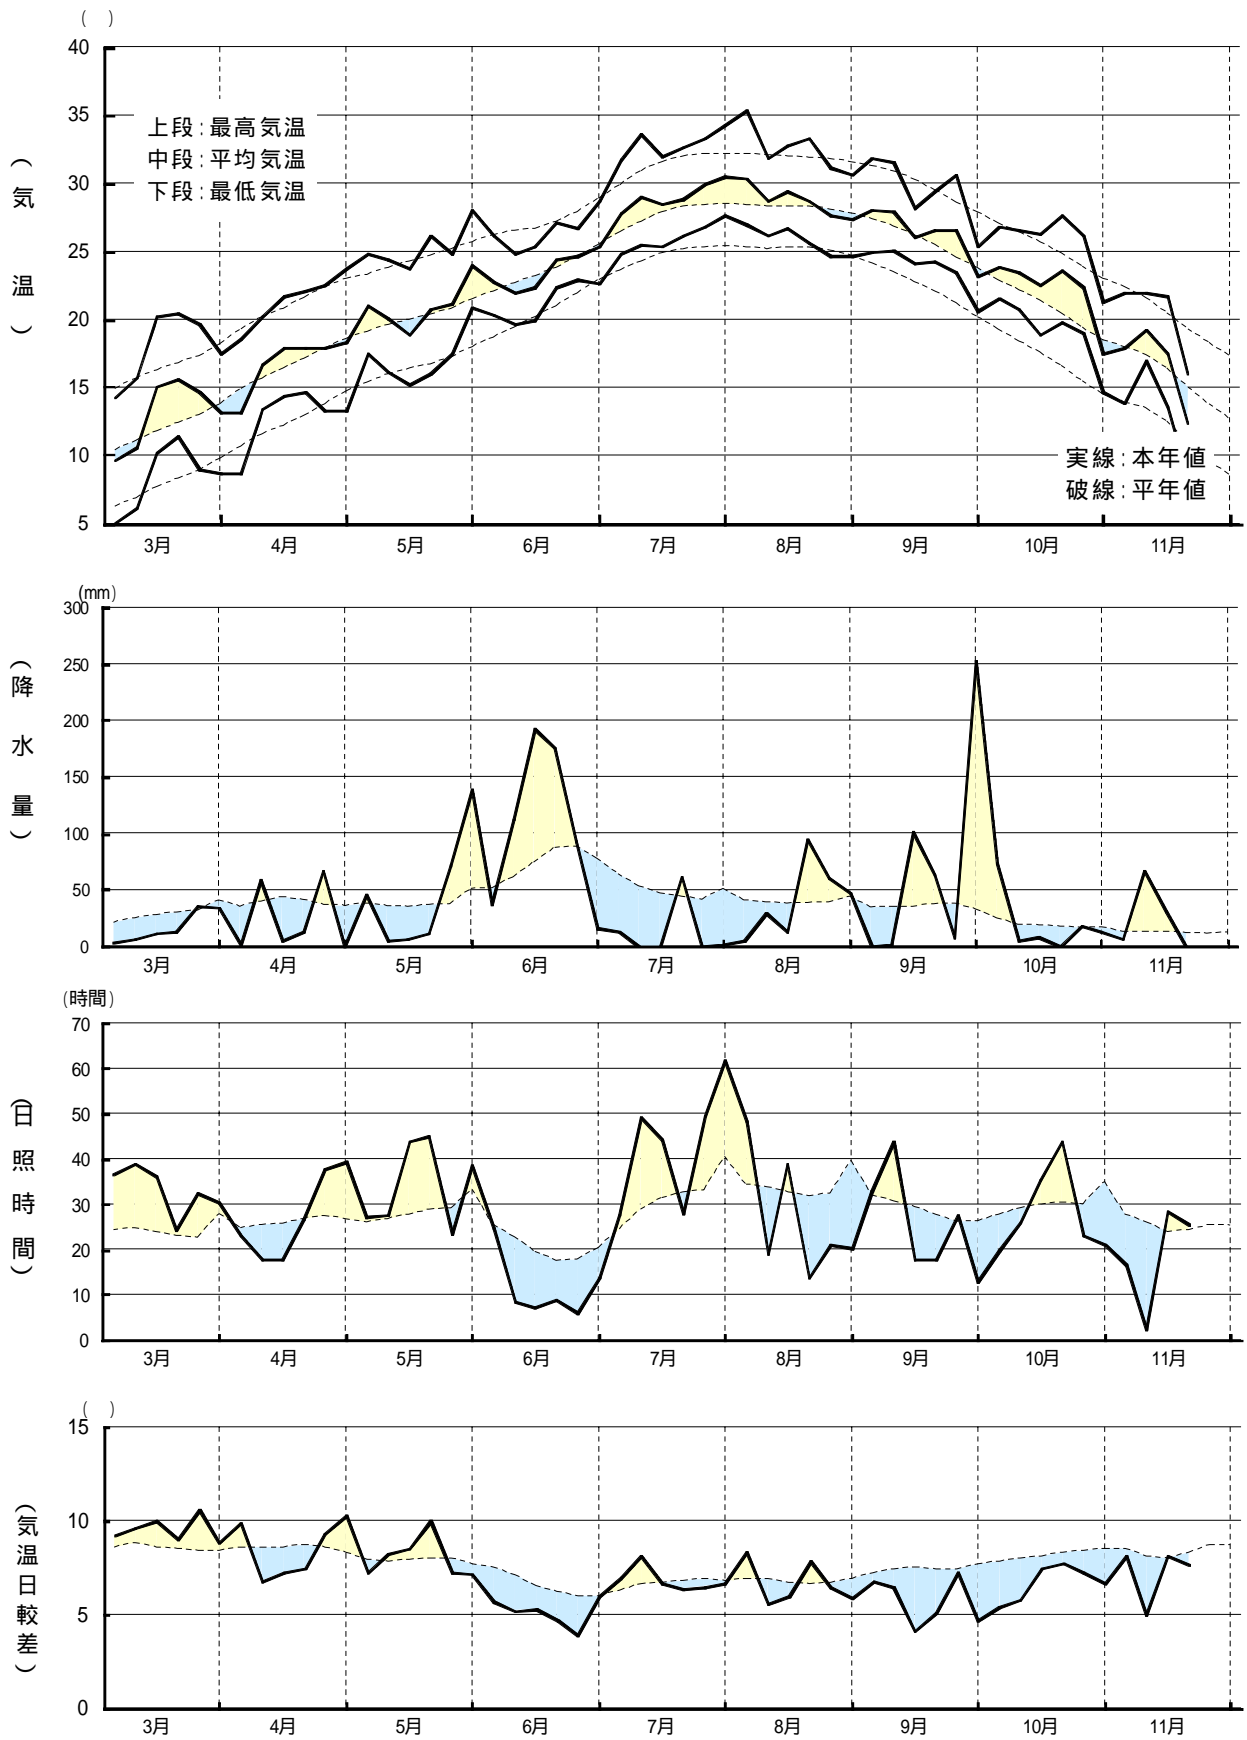 ( )
40
35
30
25
20
15
10
5
(気温)
上段:最高気温
中段:平均気温
下段:最低気温
実線:本年値
破線:平年値
3月 4月 5月 6月 7月 8月 9月 10月 11月
(mm)
300
250
200
150
100
50
0
(降水量)
3月 4月 5月 6月 7月 8月 9月 10月 11月
(時間)
70
60
50
40
30
20
10
0
(日照時間)
3月 4月 5月 6月 7月 8月 9月 10月 11月
( )
15
10
5
0
(気温日較差)
3月 4月 5月 6月 7月 8月 9月 10月 11月